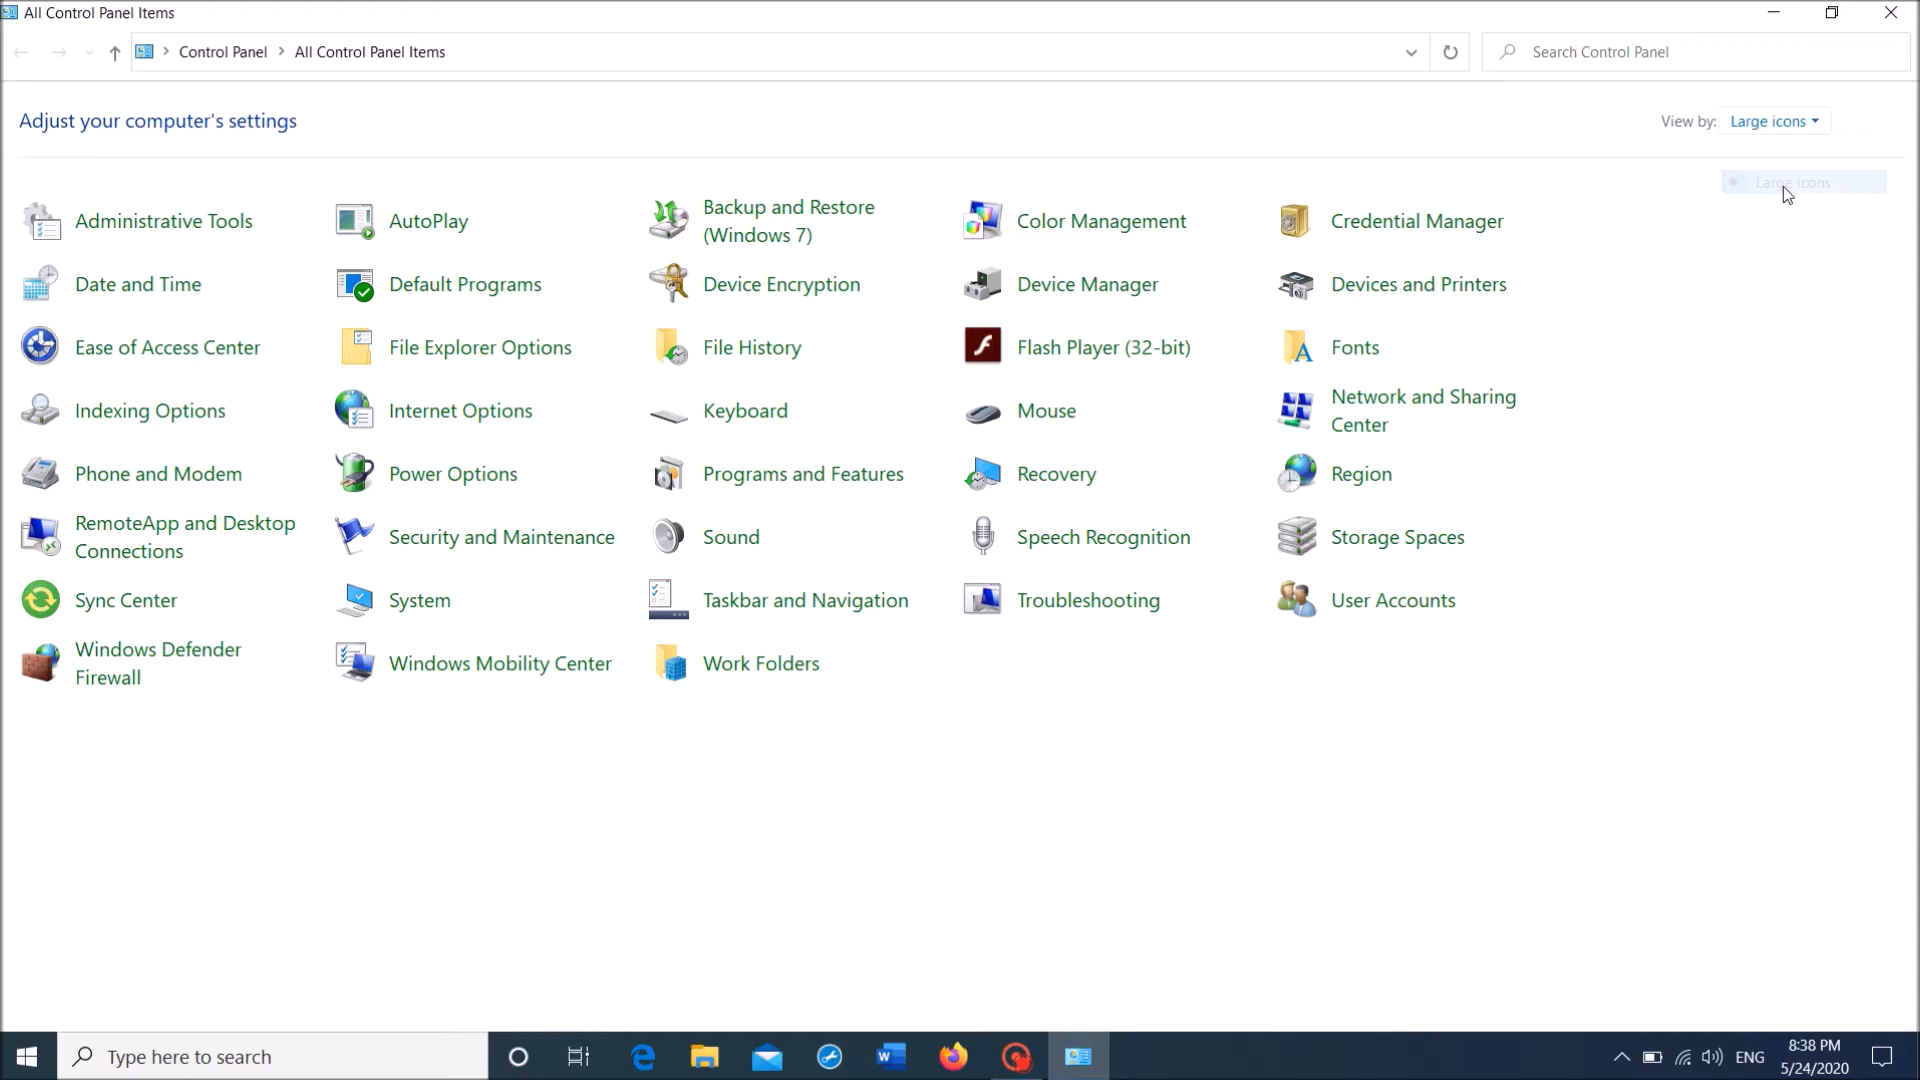 All Control Panel Items
Control Panel > All Control Panel Items
Search Control Panel
Adjust your computer's settings
View by: Large icons
Large icons
Administrative Tools
AutoPlay
Backup and Restore
(Windows 7)
Color Management
Credential Manager
Date and Time
Default Programs
Device Encryption
Device Manager
Devices and Printers
Ease of Access Center
File Explorer Options
File History
Flash Player (32-bit)
Fonts
Indexing Options
Internet Options
Keyboard
Mouse
Network and Sharing
Center
Phone and Modem
Power Options
Programs and Features
Recovery
Region
RemoteApp and Desktop
Connections
Security and Maintenance
Sound
Speech Recognition
Storage Spaces
Sync Center
System
Taskbar and Navigation
Troubleshooting
User Accounts
Windows Defender
Firewall
Windows Mobility Center
Work Folders
Type here to search
ENG
8:38 PM
5/24/2020